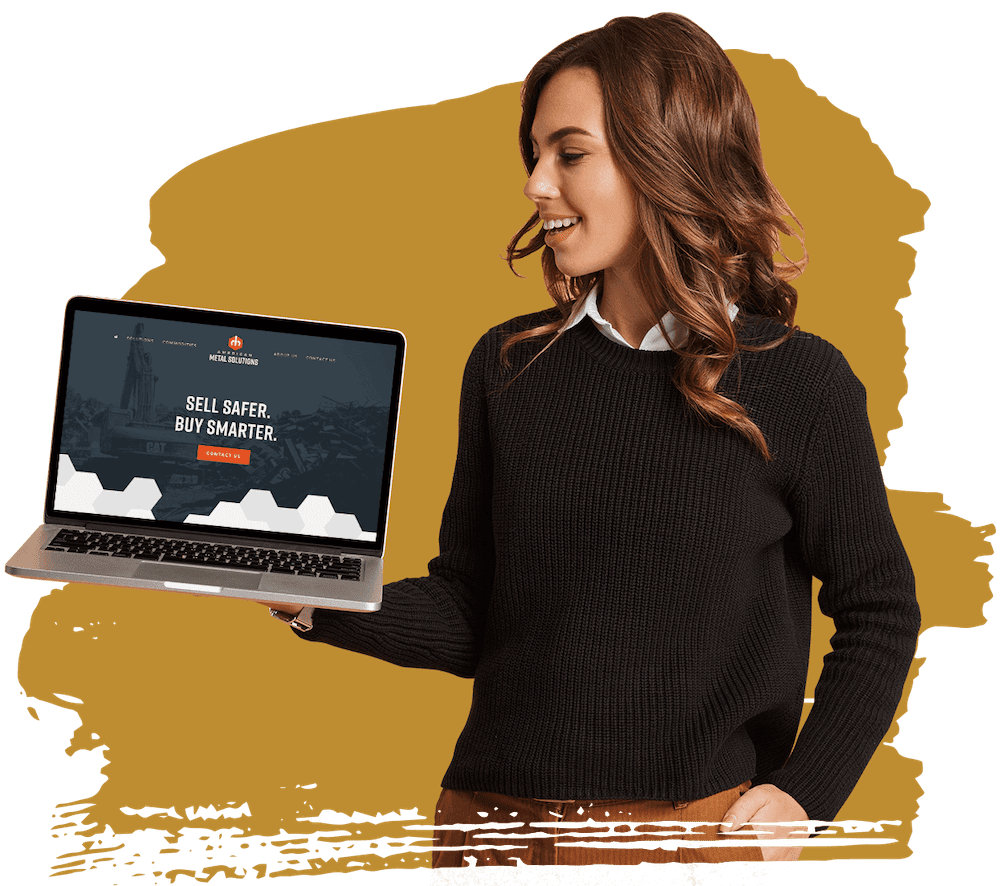 SOLUTIONS COMMODITIES
AMERICAN
METAL SOLUTIONS
ABOUT US CONTACT US
SELL SAFER.
BUY SMARTER.
CONTACT US
CAT